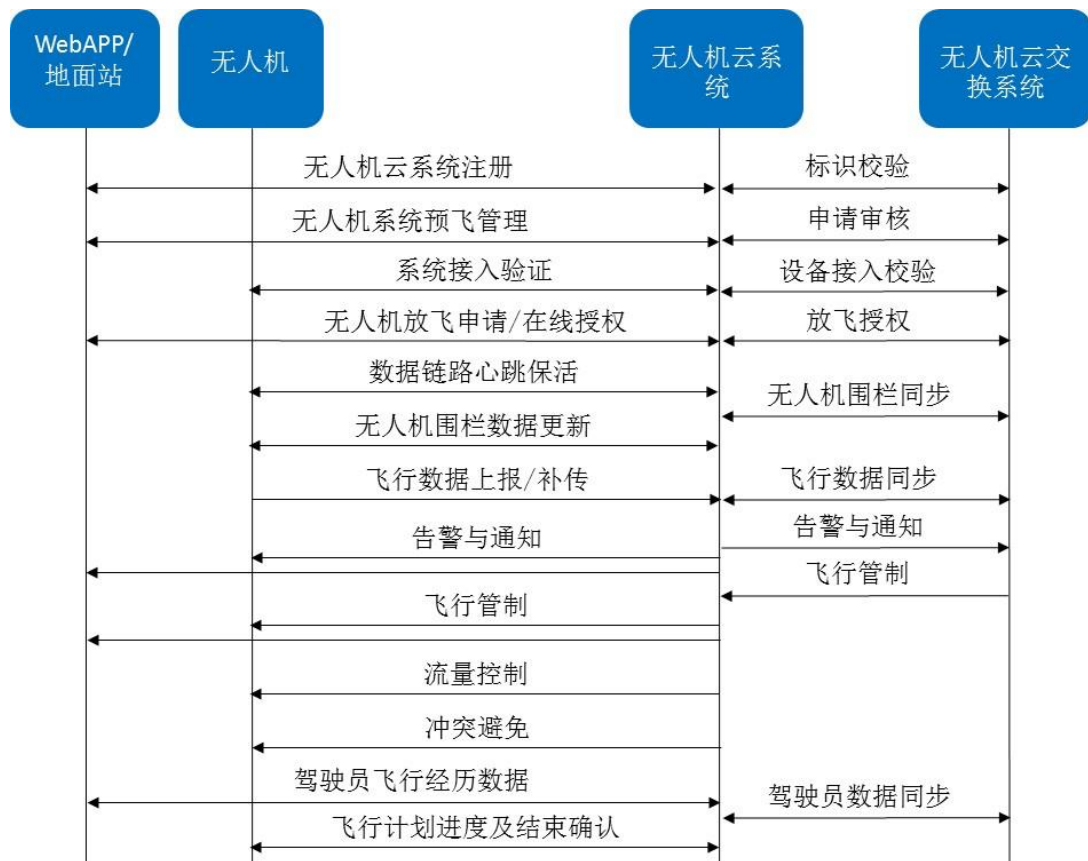 WebAPP/
地面站
无人机
无人机云系
统
无人机云交
换系统
无人机云系统注册
标识校验
无人机系统预飞管理
申请审核
系统接入验证
设备接入校验
无人机放飞申请/在线授权
放飞授权
数据链路心跳保活
无人机围栏同步
无人机围栏数据更新
飞行数据上报/补传
飞行数据同步
告警与通知
告警与通知
飞行管制
飞行管制
流量控制
冲突避免
驾驶员飞行经历数据
驾驶员数据同步
飞行计划进度及结束确认